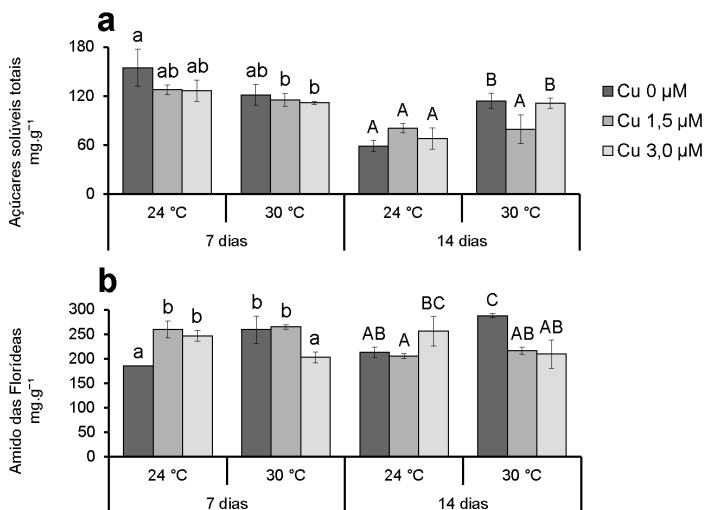 a
Açúcares solúveis totais
mg.g⁻¹
180
120
60
0
a
ab
ab
ab
b
b
A
A
A
B
A
B
Cu 0 µM
Cu 1,5 µM
Cu 3,0 µM
24 °C
30 °C
24 °C
30 °C
7 dias
14 dias
b
Amido das Florídeas
mg.g⁻¹
300
250
200
150
100
50
0
a
b
b
b
b
a
AB
A
BC
C
AB
AB
24 °C
30 °C
24 °C
30 °C
7 dias
14 dias